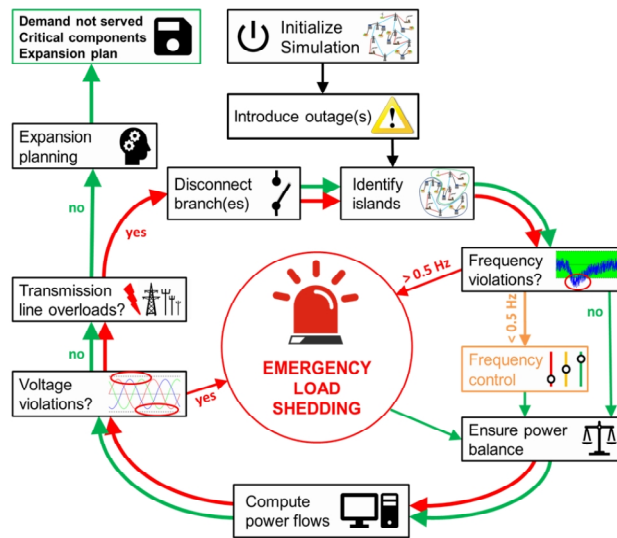 Demand not served
Critical components
Expansion plan
Initialize
Simulation
Introduce outage(s)
Expansion
planning
Disconnect
branch(es)
Identify
islands
no
yes
> 0.5 Hz
Frequency
violations?
Transmission
line overloads?
< 0.5 Hz
no
no
Frequency
control
EMERGENCY
LOAD
SHEDDING
Voltage
violations?
yes
Ensure power
balance
Compute
power flows